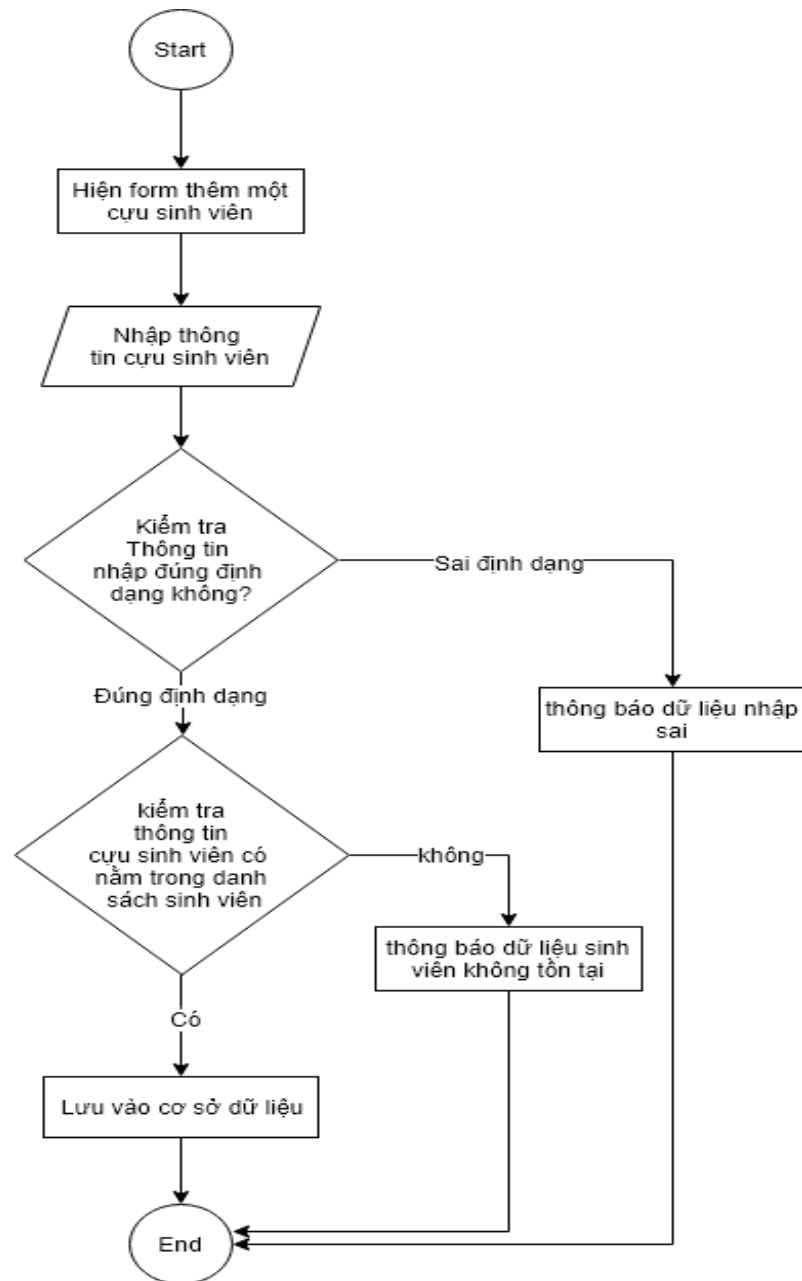 Start
Hiện form thêm một
cựu sinh viên
Nhập thông
tin cựu sinh viên
Kiểm tra
Thông tin
nhập đúng định
dạng không?
Sai định dạng
Đúng định dạng
thông báo dữ liệu nhập
sai
kiểm tra
thông tin
cựu sinh viên có
nằm trong danh
sách sinh viên
không
thông báo dữ liệu sinh
viên không tồn tại
Có
Lưu vào cơ sở dữ liệu
End